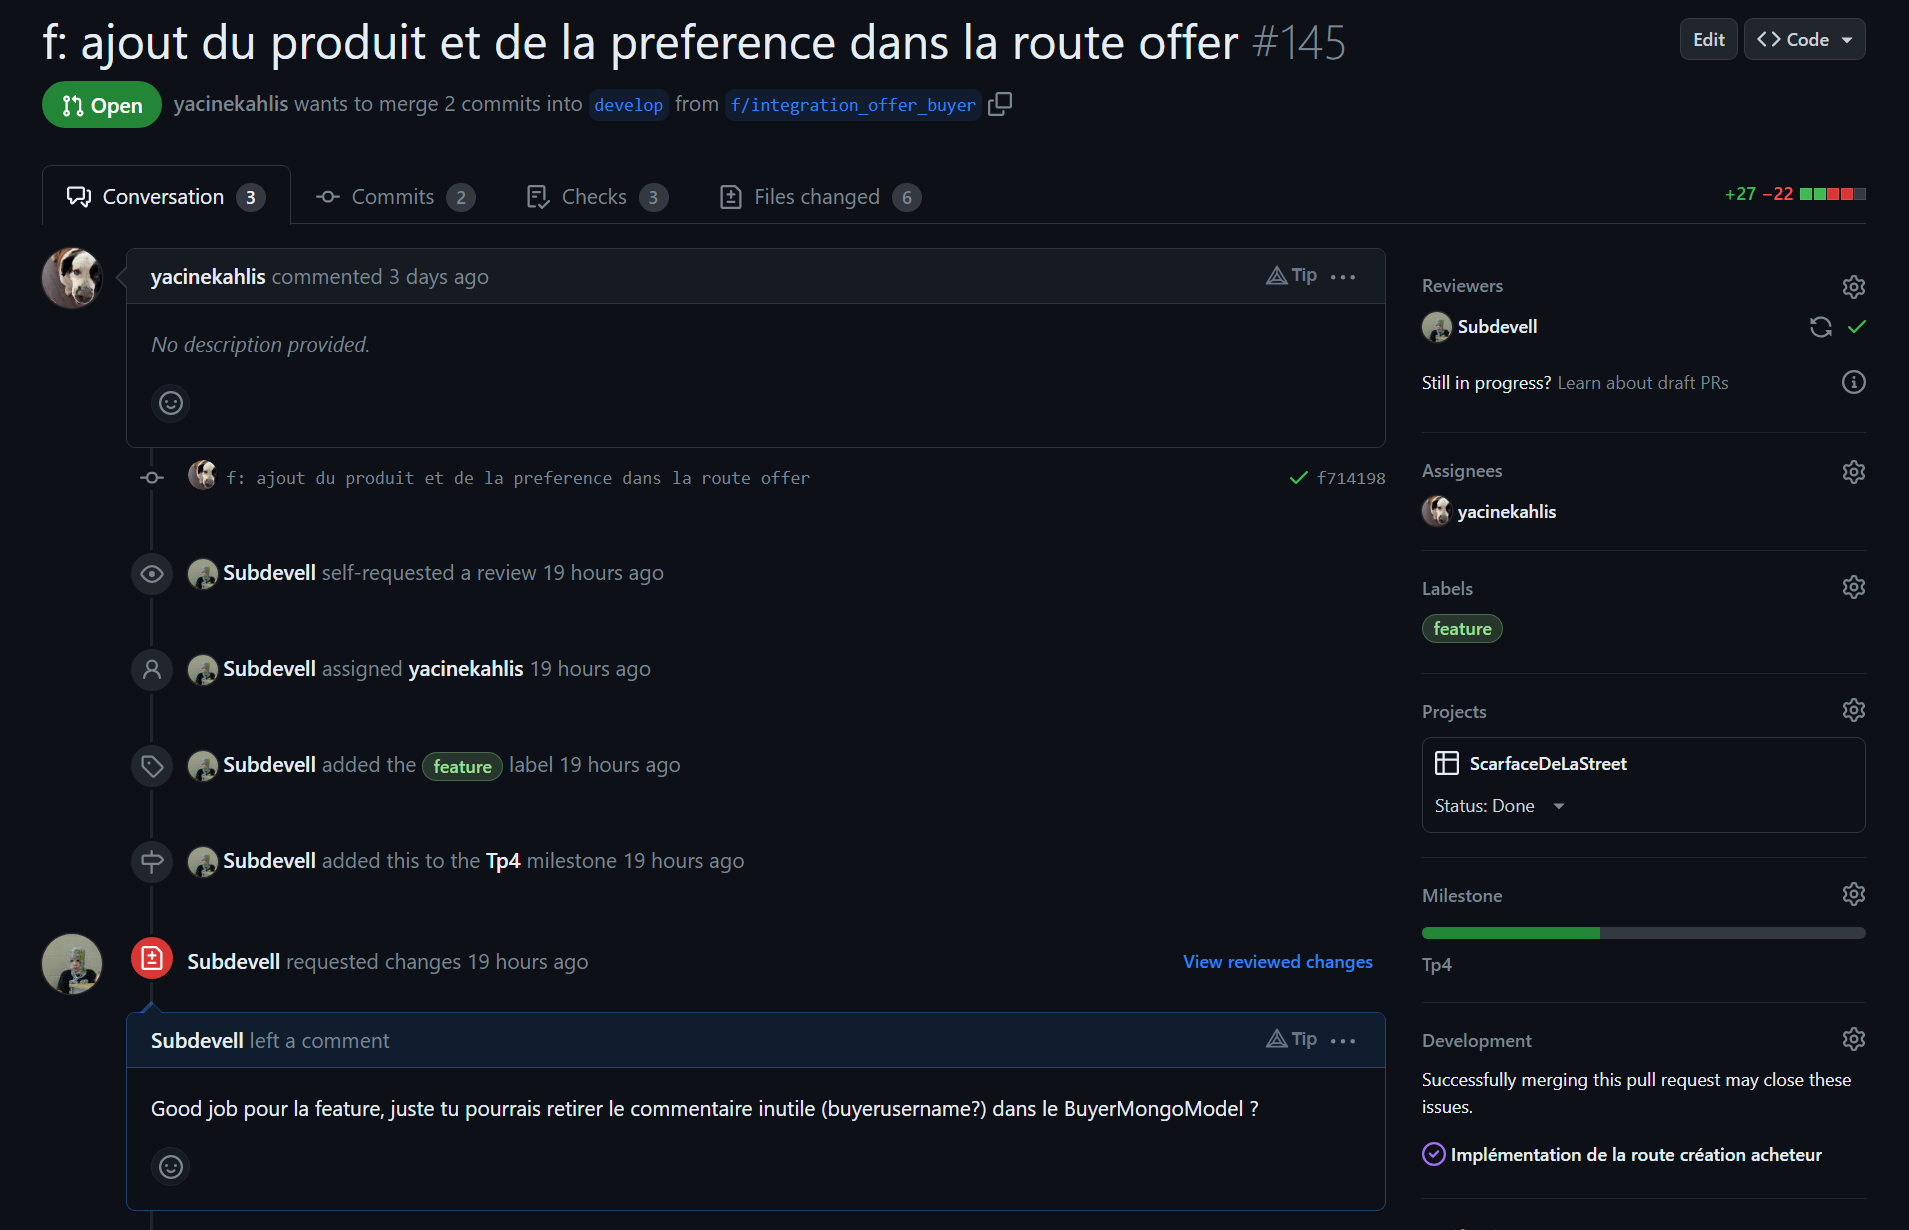 f: ajout du produit et de la preference dans la route offer #145
Edit
Code
Open
yacinekahlis wants to merge 2 commits into develop from f/integration_offer_buyer
Conversation 3
Commits 2
Checks 3
Files changed 6
+27 −22
yacinekahlis commented 3 days ago
Tip
No description provided.
f: ajout du produit et de la preference dans la route offer
f714198
Subdevell self-requested a review 19 hours ago
Subdevell assigned yacinekahlis 19 hours ago
Subdevell added the feature label 19 hours ago
Subdevell added this to the Tp4 milestone 19 hours ago
Subdevell requested changes 19 hours ago
View reviewed changes
Subdevell left a comment
Tip
Good job pour la feature, juste tu pourrais retirer le commentaire inutile (buyerusername?) dans le BuyerMongoModel ?
Reviewers
Subdevell
Still in progress? Learn about draft PRs
Assignees
yacinekahlis
Labels
feature
Projects
ScarfaceDeLaStreet
Status: Done
Milestone
Tp4
Development
Successfully merging this pull request may close these
issues.
Implémentation de la route création acheteur